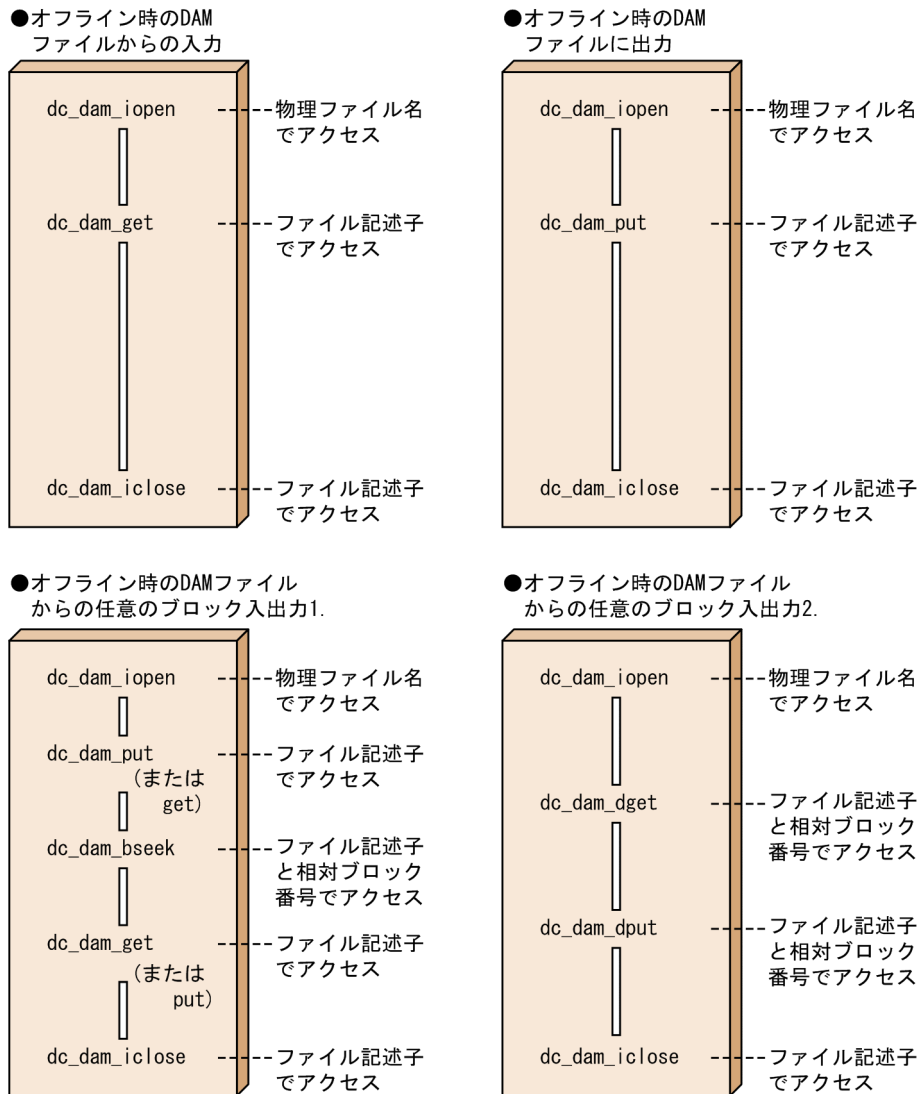 ●オフライン時のDAM
ファイルからの入力
dc_dam_iopen
物理ファイル名
でアクセス
dc_dam_get
ファイル記述子
でアクセス
dc_dam_iclose
ファイル記述子
でアクセス
●オフライン時のDAM
ファイルに出力
dc_dam_iopen
物理ファイル名
でアクセス
dc_dam_put
ファイル記述子
でアクセス
dc_dam_iclose
ファイル記述子
でアクセス
●オフライン時のDAMファイル
からの任意のブロック入出力1.
dc_dam_iopen
物理ファイル名
でアクセス
dc_dam_put
(または
get)
ファイル記述子
でアクセス
dc_dam_bseek
ファイル記述子
と相対ブロック
番号でアクセス
dc_dam_get
(または
put)
ファイル記述子
でアクセス
dc_dam_iclose
ファイル記述子
でアクセス
●オフライン時のDAMファイル
からの任意のブロック入出力2.
dc_dam_iopen
物理ファイル名
でアクセス
dc_dam_dget
ファイル記述子
と相対ブロック
番号でアクセス
dc_dam_dput
ファイル記述子
と相対ブロック
番号でアクセス
dc_dam_iclose
ファイル記述子
でアクセス